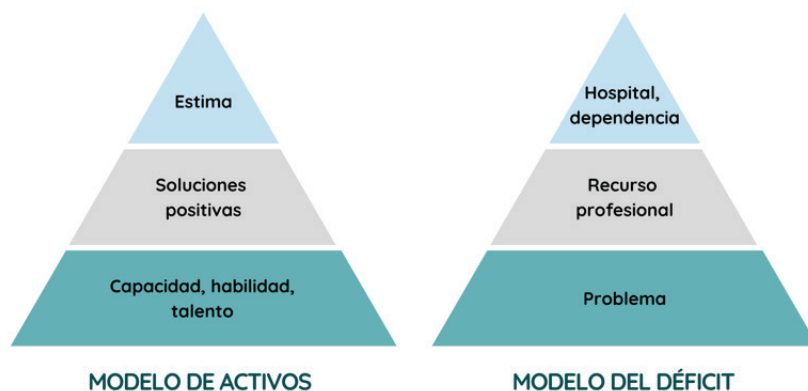 Estima
Soluciones
positivas
Capacidad, habilidad,
talento
MODELO DE ACTIVOS
Hospital,
dependencia
Recurso
profesional
Problema
MODELO DEL DÉFICIT